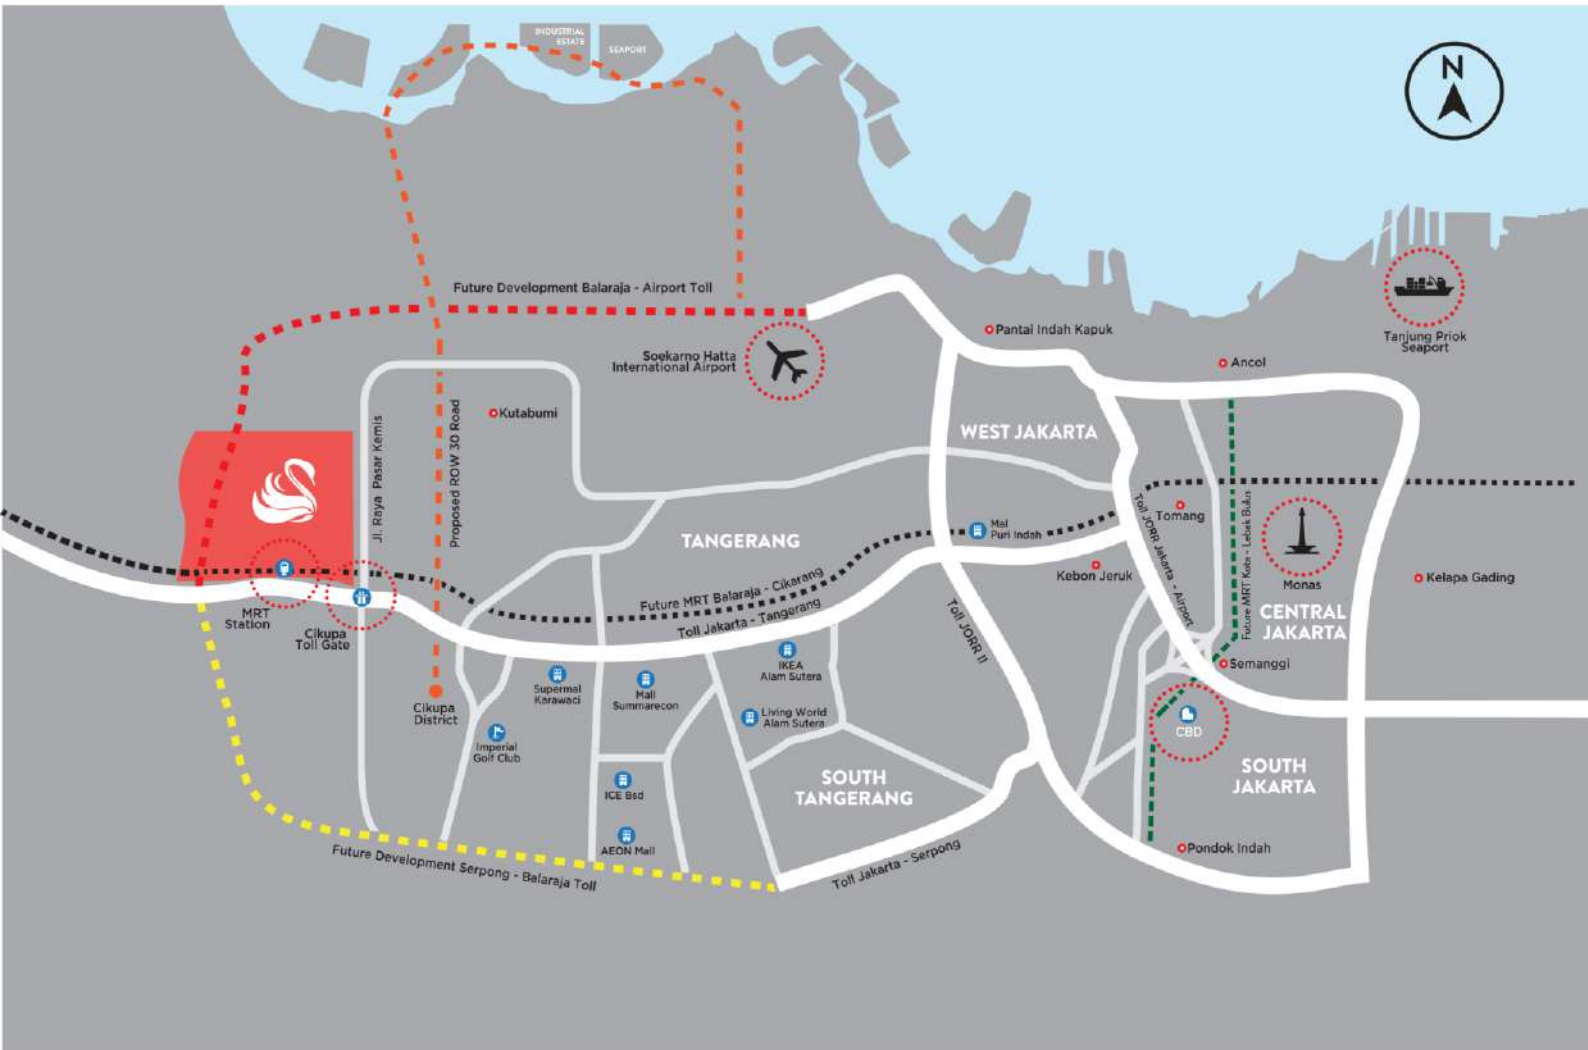 INDUSTRIAL
ESTATE
SEAPORT
N
Future Development Balaraja - Airport Toll
Soekarno Hatta
International Airport
Pantai Indah Kapuk
Tanjung Priok
Seaport
Ancol
Kutabumi
Jl. Raya Pasar Kemis
Proposed ROW 30 Road
WEST JAKARTA
TANGERANG
Mal
Puri Indah
Tomang
Toll JORR Jakarta - Airport
Future MRT Kota - Lebak Bulus
Monas
Kebon Jeruk
Kelapa Gading
MRT
Station
Cikupa
Toll Gate
Future MRT Balaraja - Cikarang
Toll Jakarta - Tangerang
Toll JORR II
CENTRAL
JAKARTA
Semanggi
IKEA
Alam Sutera
Supermal
Karawaci
Mall
Summarecon
Cikupa
District
Living World
Alam Sutera
Imperial
Golf Club
CBD
SOUTH
TANGERANG
SOUTH
JAKARTA
ICE Bsd
AEON Mall
Pondok Indah
Future Development Serpong - Balaraja Toll
Toll Jakarta - Serpong